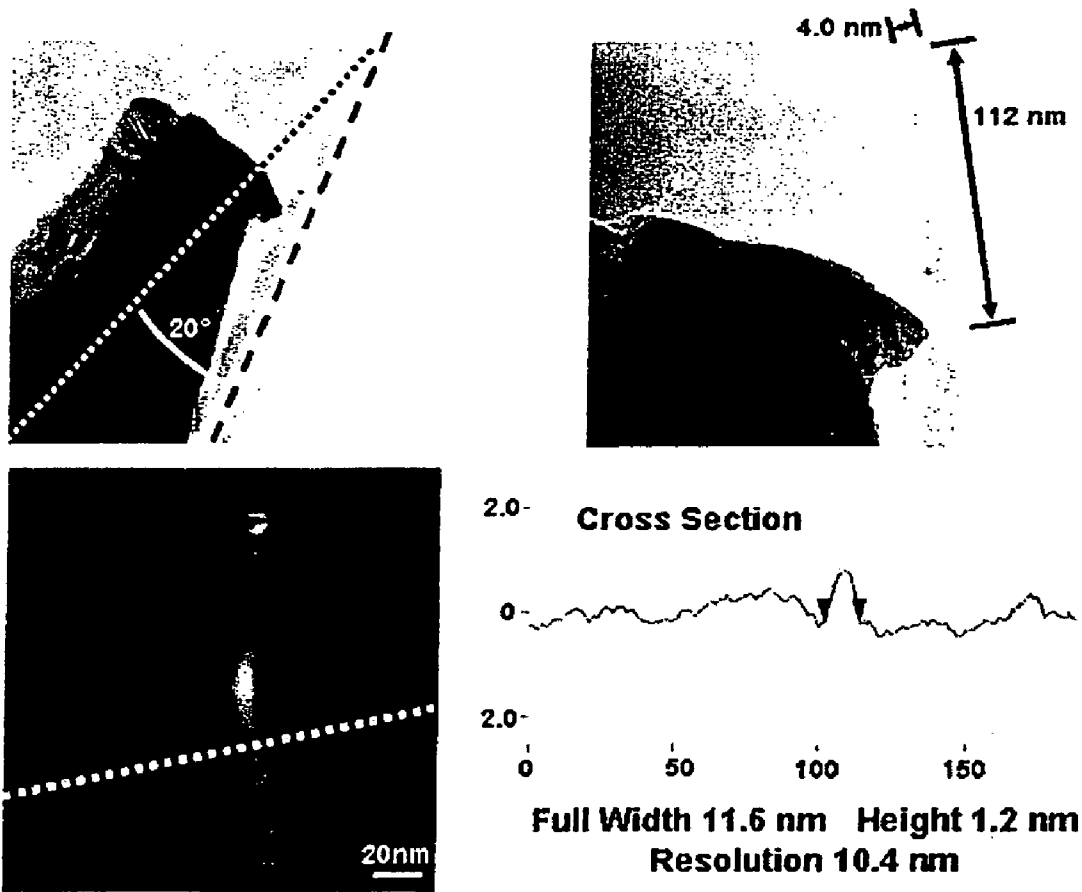 4.0 nm
112 nm
20°
20nm
Cross Section
2.0-
0-
2.0-
0 50 100 150
Full Width 11.6 nm Height 1.2 nm
Resolution 10.4 nm